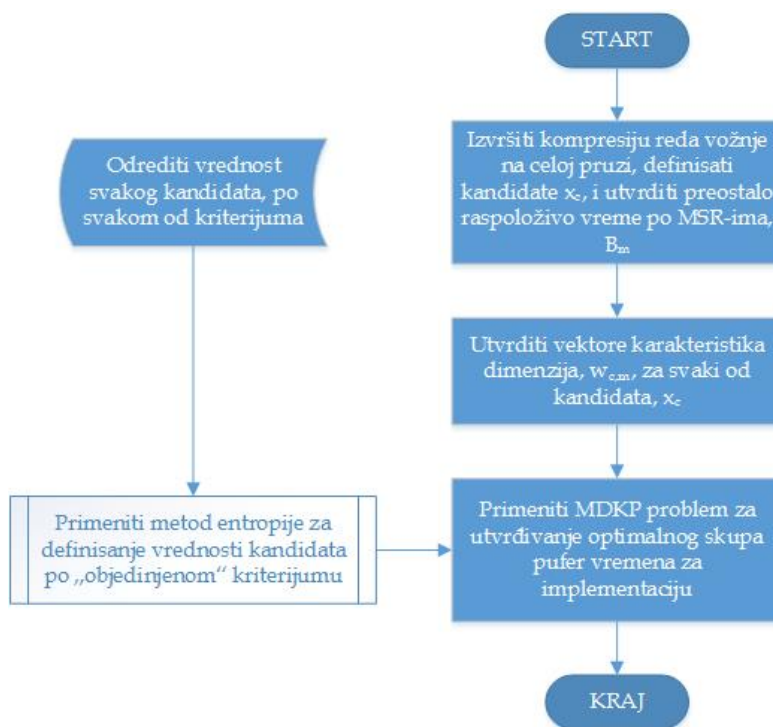 START
Izvršiti kompresiju reda vožnje
na celoj pruzi, definisati
kandidate xc, i utvrditi preostalo
raspoloživo vreme po MSR-ima,
Bm
Odrediti vrednost
svakog kandidata, po
svakom od kriterijuma
Utvrditi vektore karakteristika
dimenzija, wc,m, za svaki od
kandidata, xc
Primeniti metod entropije za
definisanje vrednosti kandidata
po „objedinjenom“ kriterijumu
Primeniti MDKP problem za
utvrđivanje optimalnog skupa
pufer vremena za
implementaciju
KRAJ